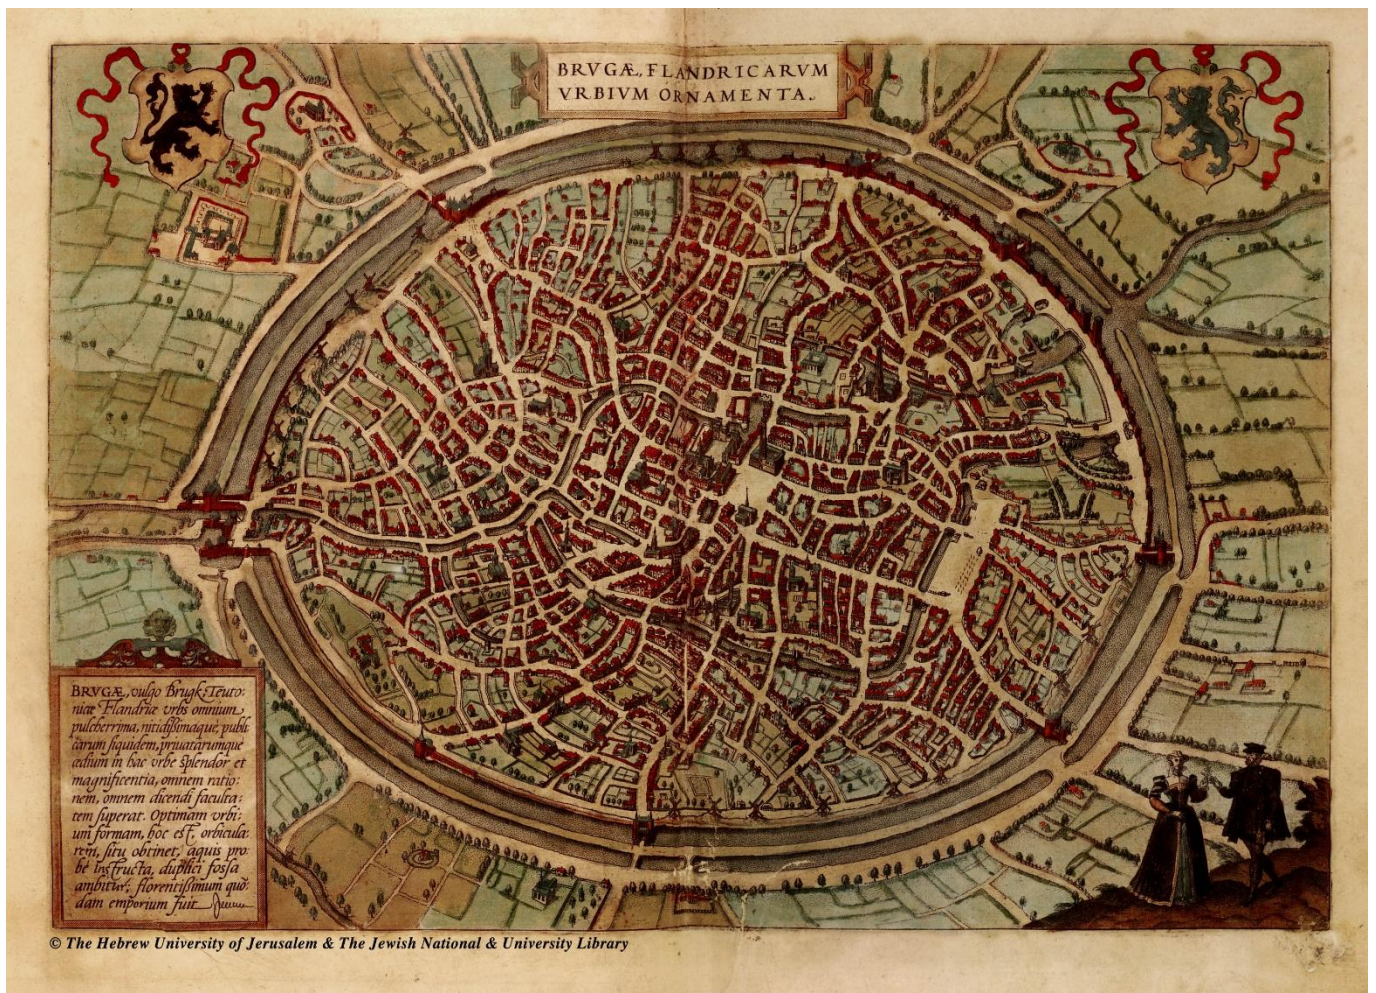 BRVGÆ, FLANDRICARVM
VRBIVM ORNAMENTA.
BRVGÆ, vulgo Brugk, Teuto:
nicæ Flandriæ vrbs omnium
pulcherrima, nitidißimaque, publi
carum siquidem, priuatarumque
ædium in hac vrbe splendor et
magnificentia, omnem ratio:
nem, omnem dicendi faculta:
tem superat. Optimam vrbi:
um formam, hoc est, orbicula:
rem, situ obtinet, aquis pro
be instructa, duplici fossa
ambitur, florentißimum quõ
dam emporium fuit
© The Hebrew University of Jerusalem & The Jewish National & University Library